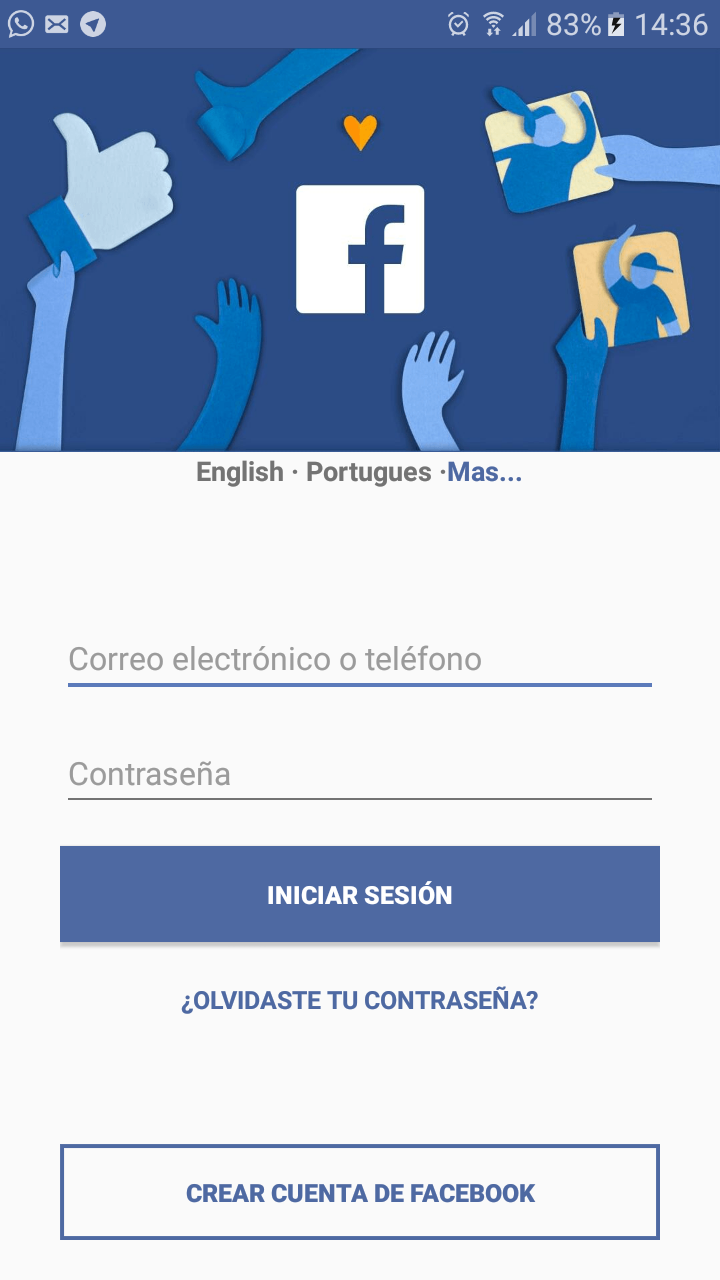 83% 14:36
English · Portugues ·Mas...
Correo electrónico o teléfono
Contraseña
INICIAR SESIÓN
¿OLVIDASTE TU CONTRASEÑA?
CREAR CUENTA DE FACEBOOK